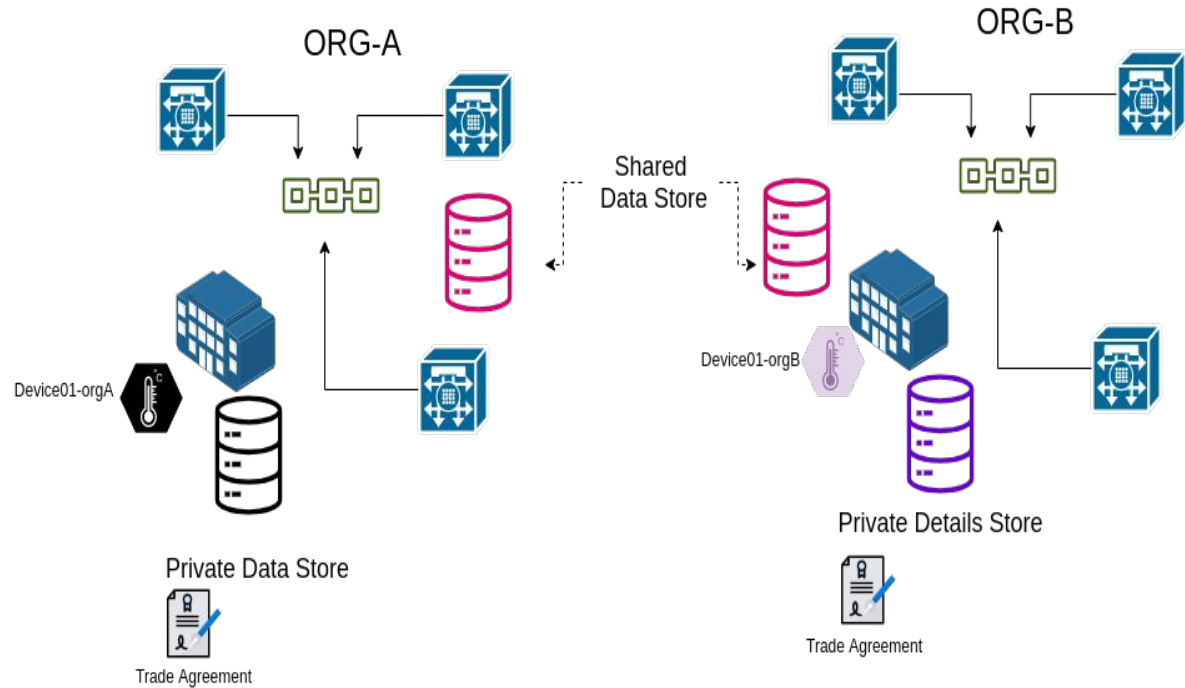 ORG-A
ORG-B
Shared
Data Store
Device01-orgA
°C
Device01-orgB
°C
Private Data Store
Trade Agreement
Private Details Store
Trade Agreement